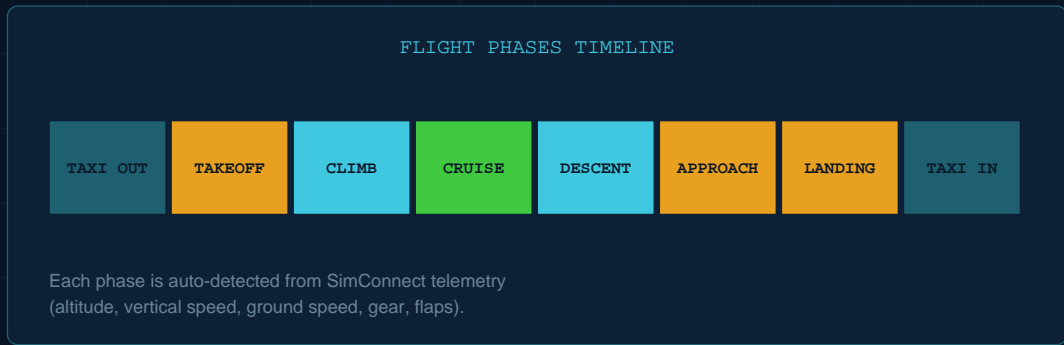 FLIGHT PHASES TIMELINE
TAXI OUT TAKEOFF CLIMB CRUISE DESCENT APPROACH LANDING TAXI IN
Each phase is auto-detected from SimConnect telemetry
(altitude, vertical speed, ground speed, gear, flaps).